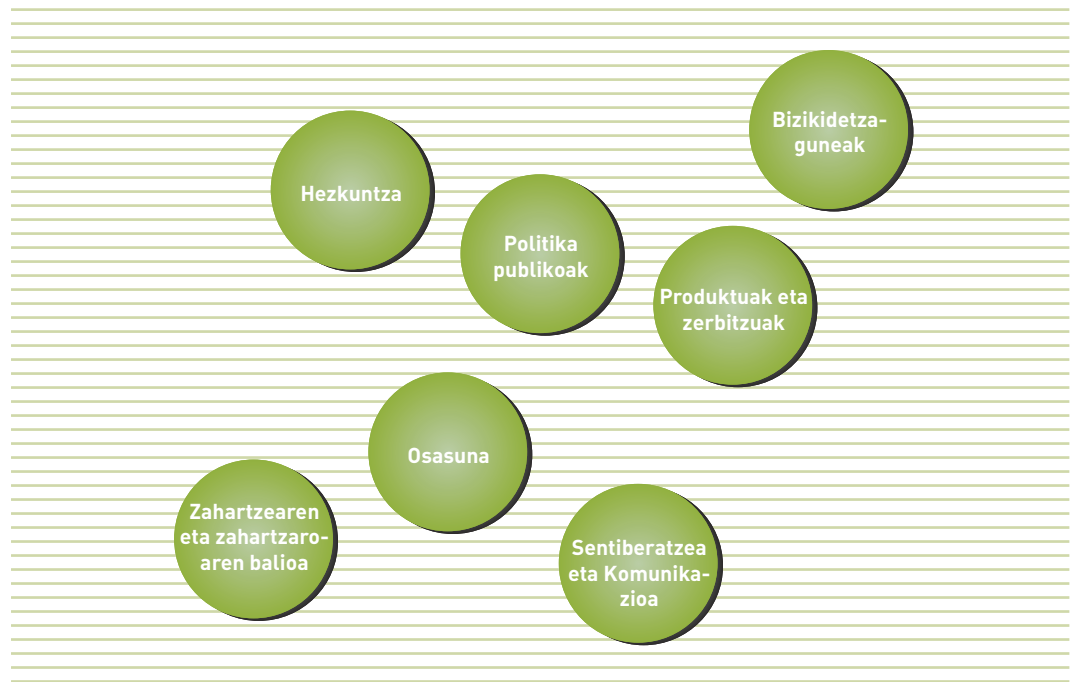 Bizikidetza-
guneak
Hezkuntza
Politika
publikoak
Produktuak eta
zerbitzuak
Osasuna
Zahartzearen
eta zahartzaro-
aren balioa
Sentiberatzea
eta Komunika-
zioa